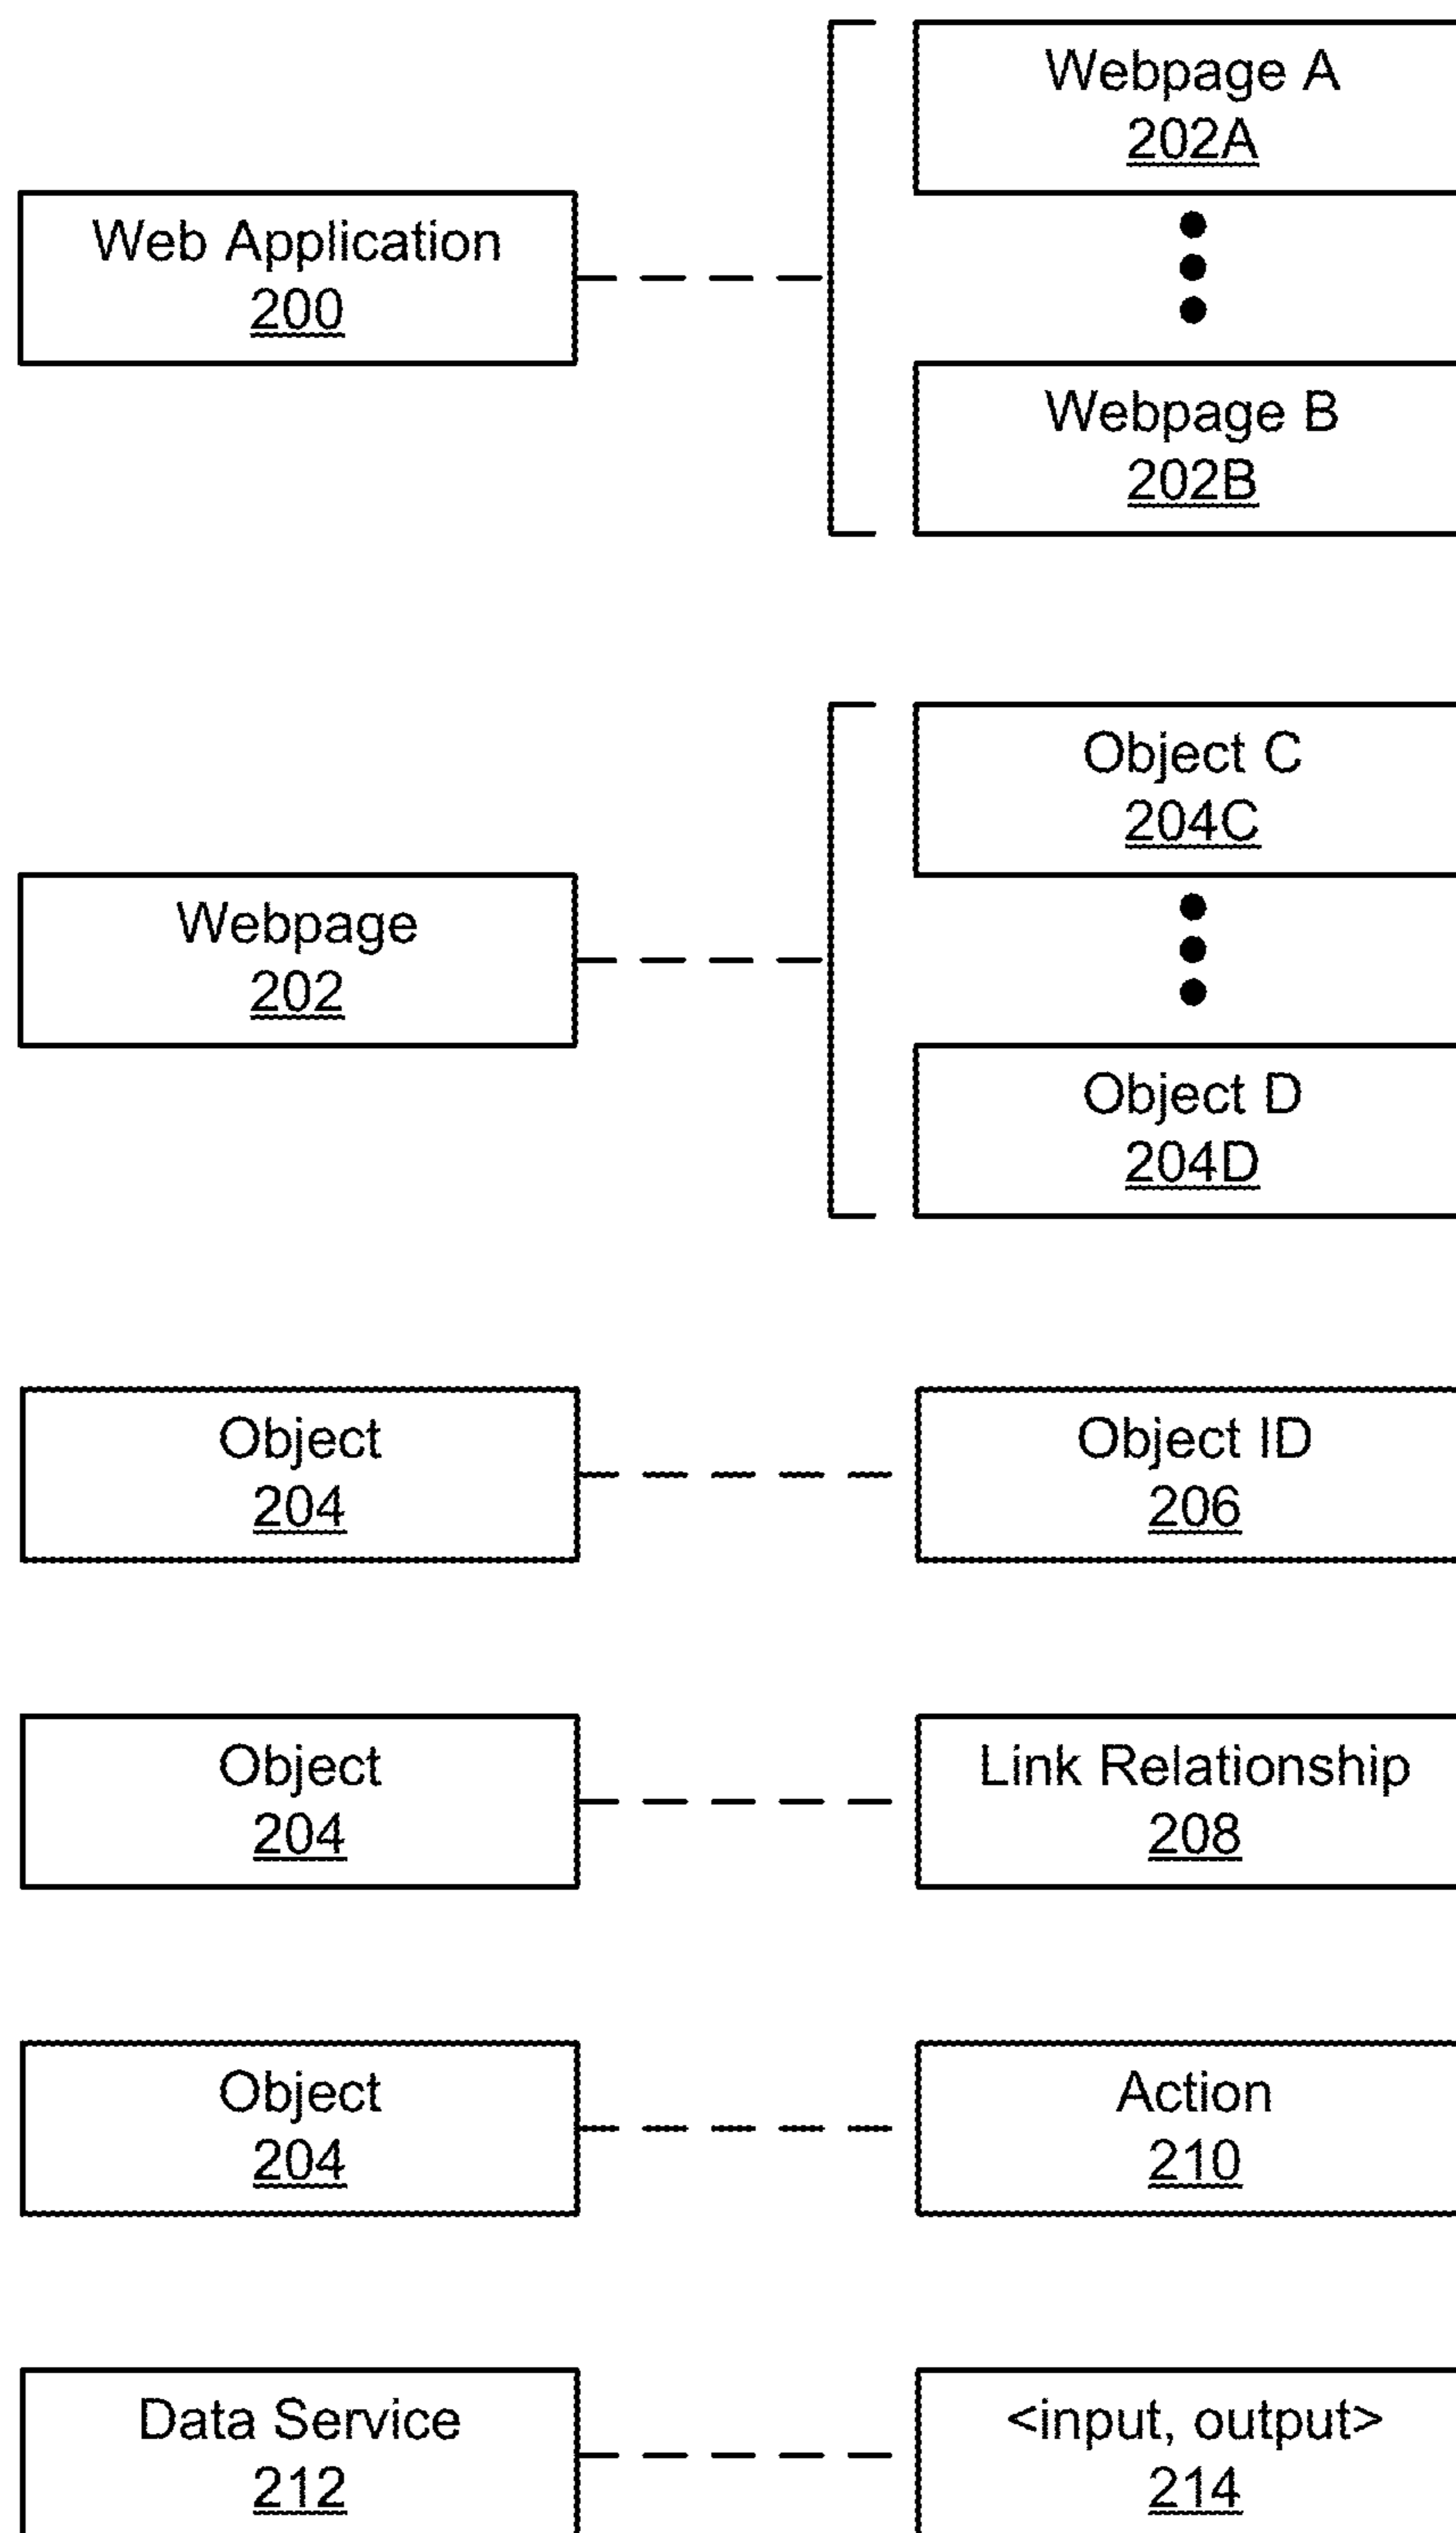 Webpage A
202A
Web Application
200
Webpage B
202B
Object C
204C
Webpage
202
Object D
204D
Object
204
Object ID
206
Object
204
Link Relationship
208
Object
204
Action
210
Data Service
212
<input, output>
214